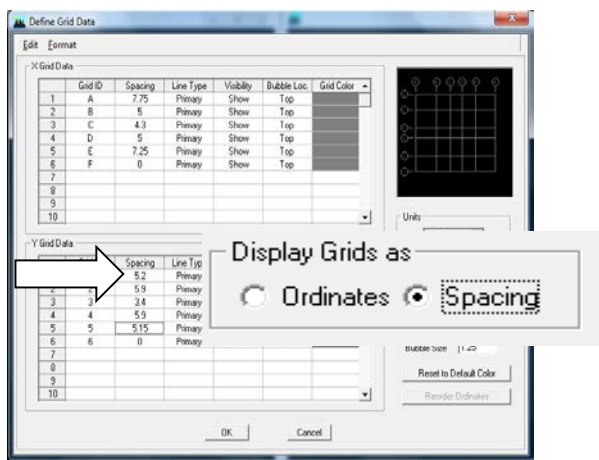 Define Grid Data
Edit Format
X Grid Data
Grid ID Spacing Line Type Visibility Bubble Loc. Grid Color
1 A 7.75 Primary Show Top
2 B 5 Primary Show Top
3 C 4.3 Primary Show Top
4 D 5 Primary Show Top
5 E 7.25 Primary Show Top
6 F 0 Primary Show Top
7
8
9
10
Units
Y Grid Data
Spacing Line Typ
5.2 Primary
2 2 5.9 Primary
3 3 3.4 Primary
4 4 5.9 Primary
5 5 5.15 Primary
6 6 0 Primary
7
8
9
10
Display Grids as
Ordinates Spacing
Bubble Size 1.25
Reset to Default Color
Reorder Ordinates
OK Cancel